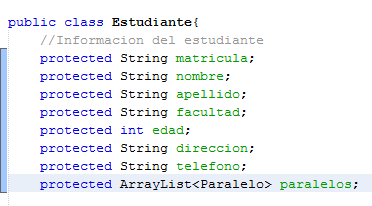 public class Estudiante{
//Informacion del estudiante
protected String matricula;
protected String nombre;
protected String apellido;
protected String facultad;
protected int edad;
protected String direccion;
protected String telefono;
protected ArrayList<Paralelo> paralelos;